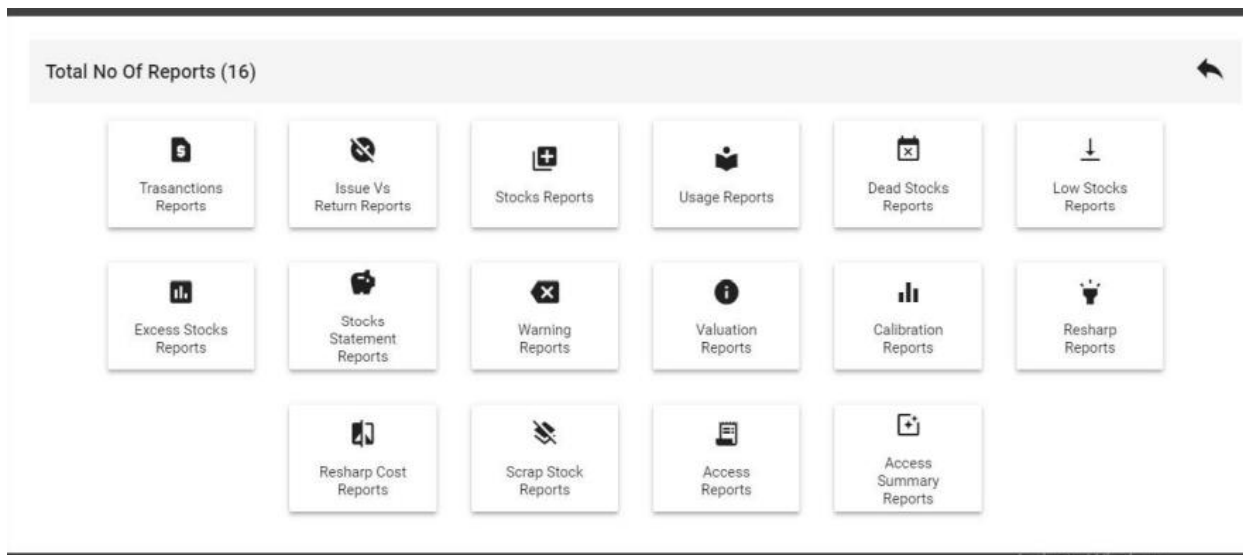 Total No Of Reports (16)
Trasanctions
Reports
Issue Vs
Return Reports
Stocks Reports
Usage Reports
Dead Stocks
Reports
Low Stocks
Reports
Excess Stocks
Reports
Stocks
Statement
Reports
Warning
Reports
Valuation
Reports
Calibration
Reports
Resharp
Reports
Resharp Cost
Reports
Scrap Stock
Reports
Access
Reports
Access
Summary
Reports